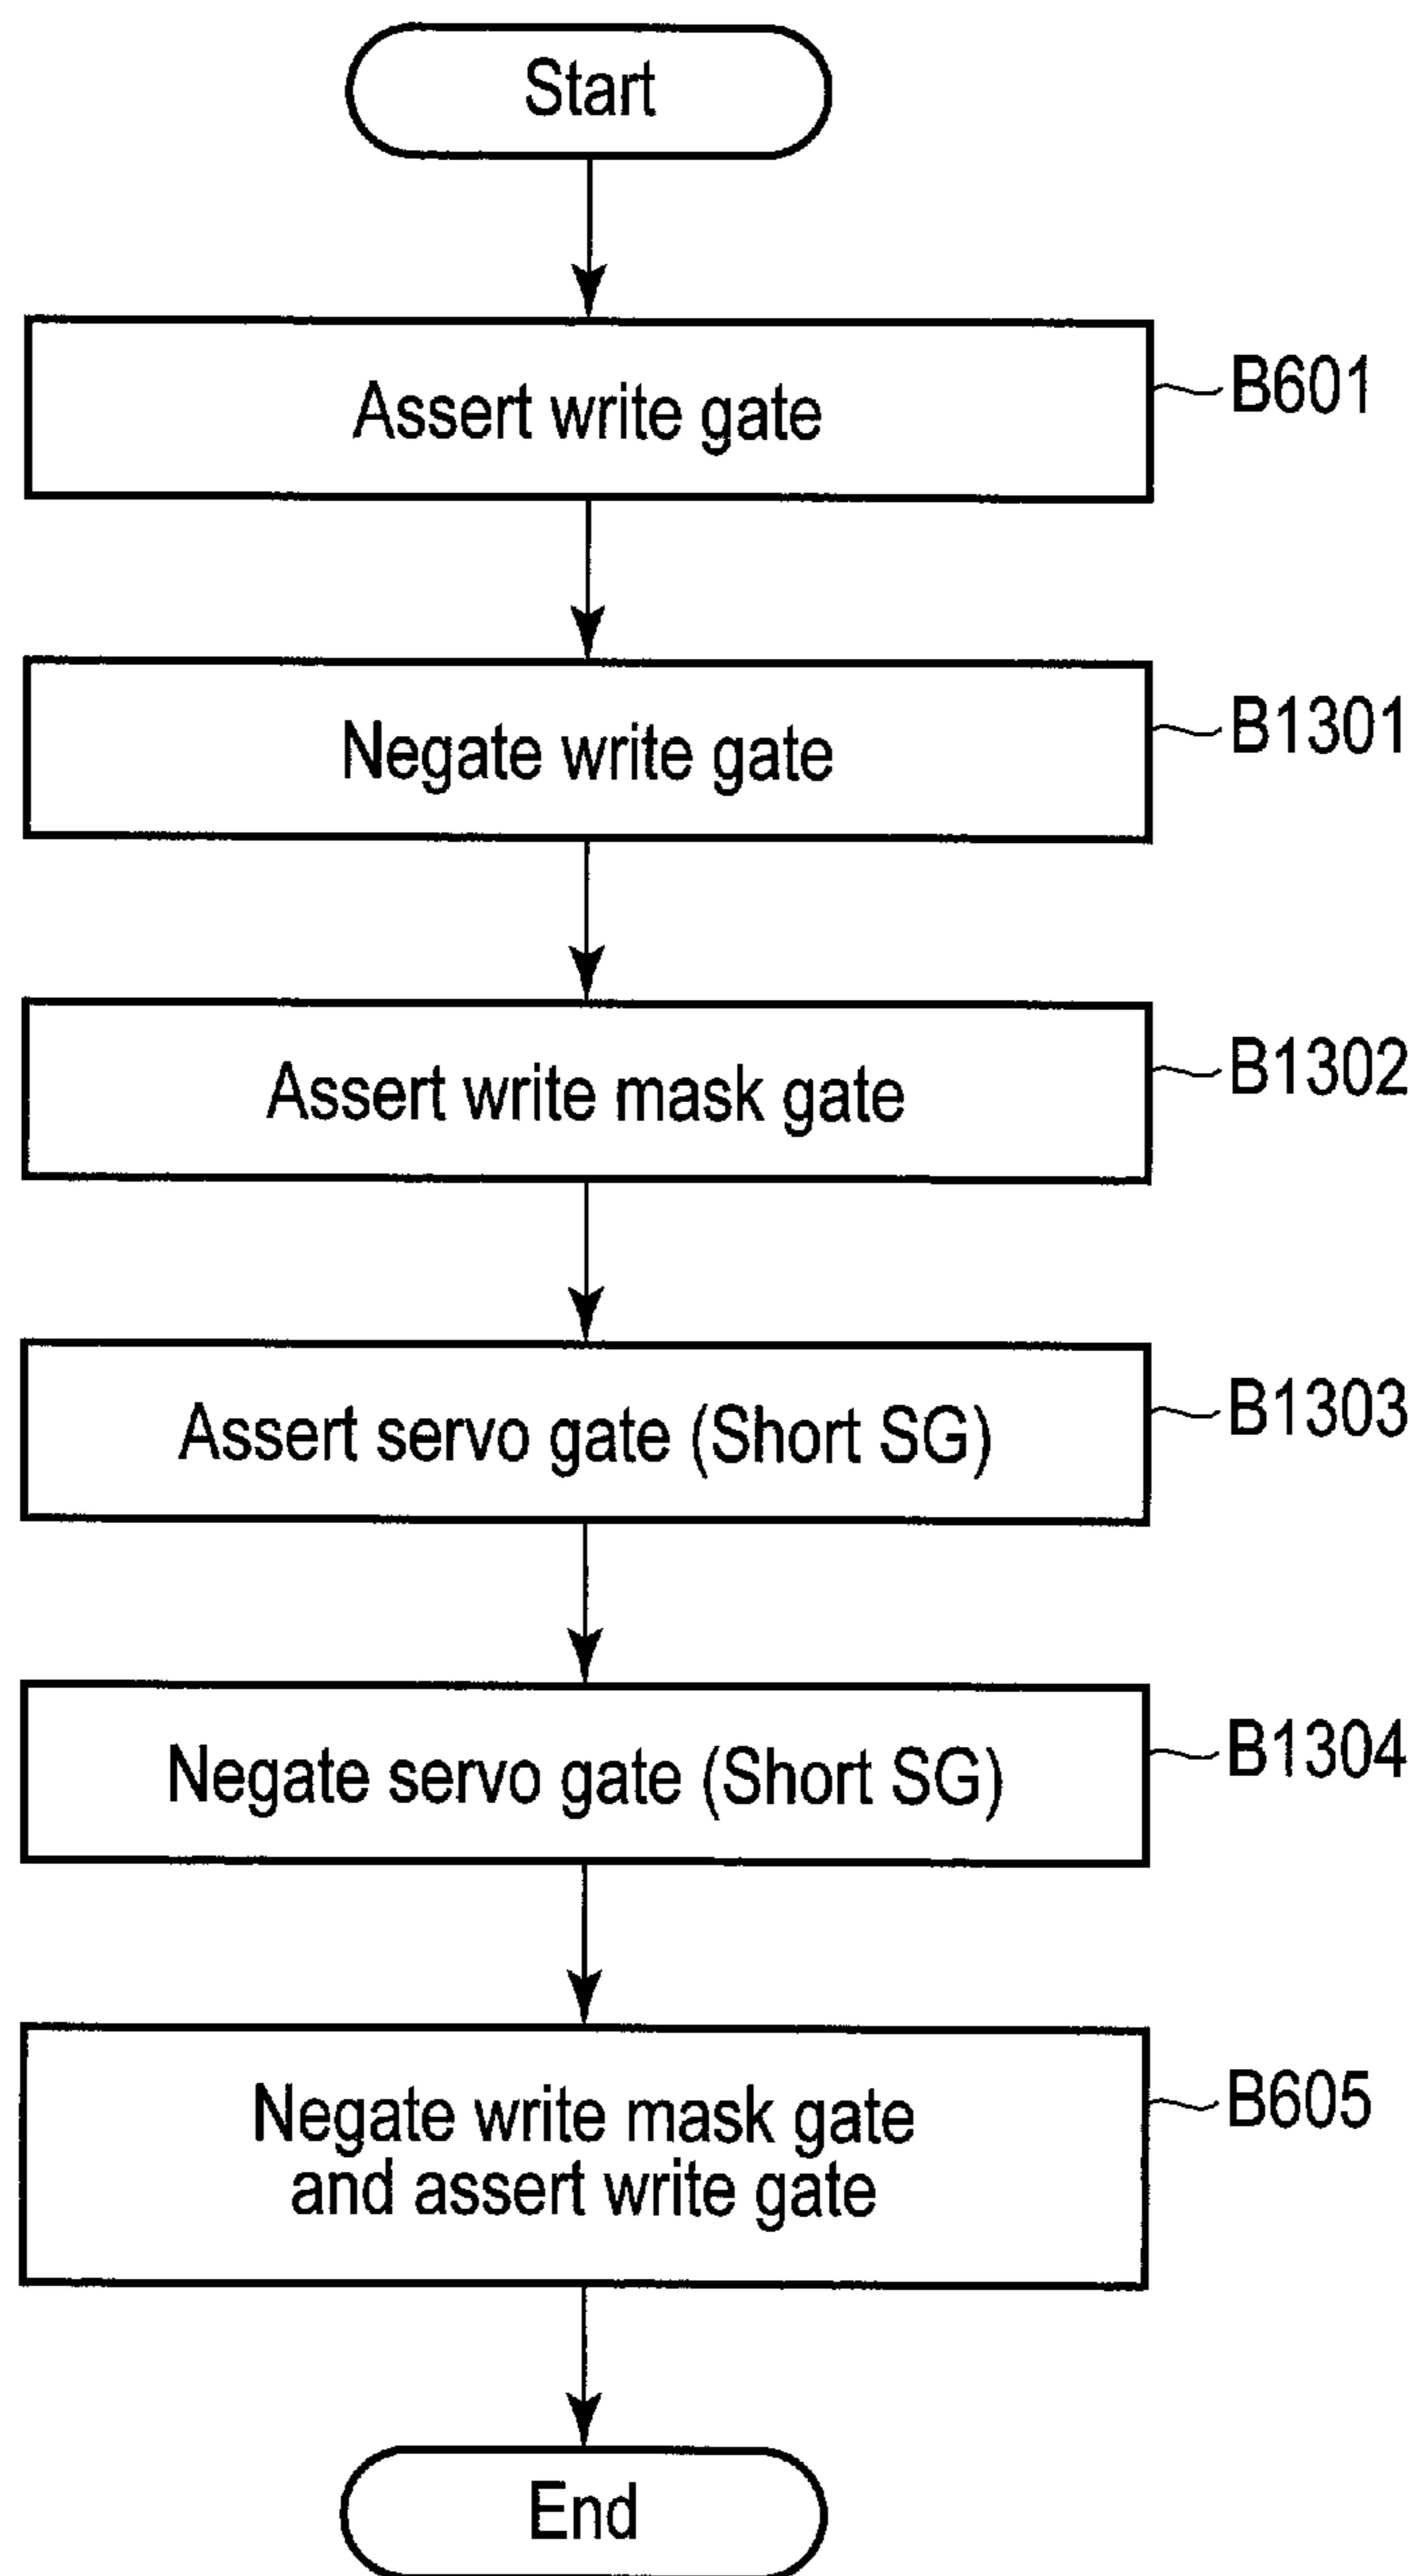 Start
Assert write gate
B601
Negate write gate
B1301
Assert write mask gate
B1302
Assert servo gate (Short SG)
B1303
Negate servo gate (Short SG)
B1304
Negate write mask gate
and assert write gate
B605
End